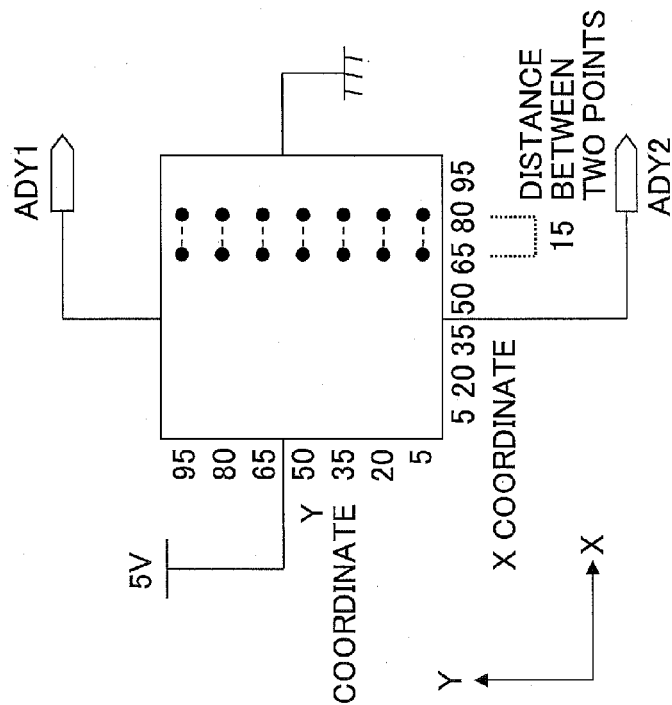 ADY1
5V
95
80
65
50
35
20
5
Y
COORDINATE
5 20 35 50 65 80 95
X COORDINATE
15
DISTANCE
BETWEEN
TWO POINTS
ADY2
Y
X